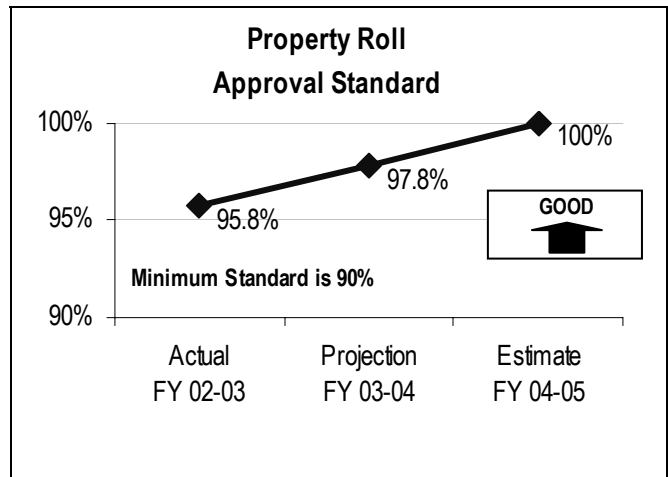 Property Roll
Approval Standard
100%
100%
97.8%
95%
95.8%
GOOD
Minimum Standard is 90%
90%
Actual Projection Estimate
FY 02-03 FY 03-04 FY 04-05